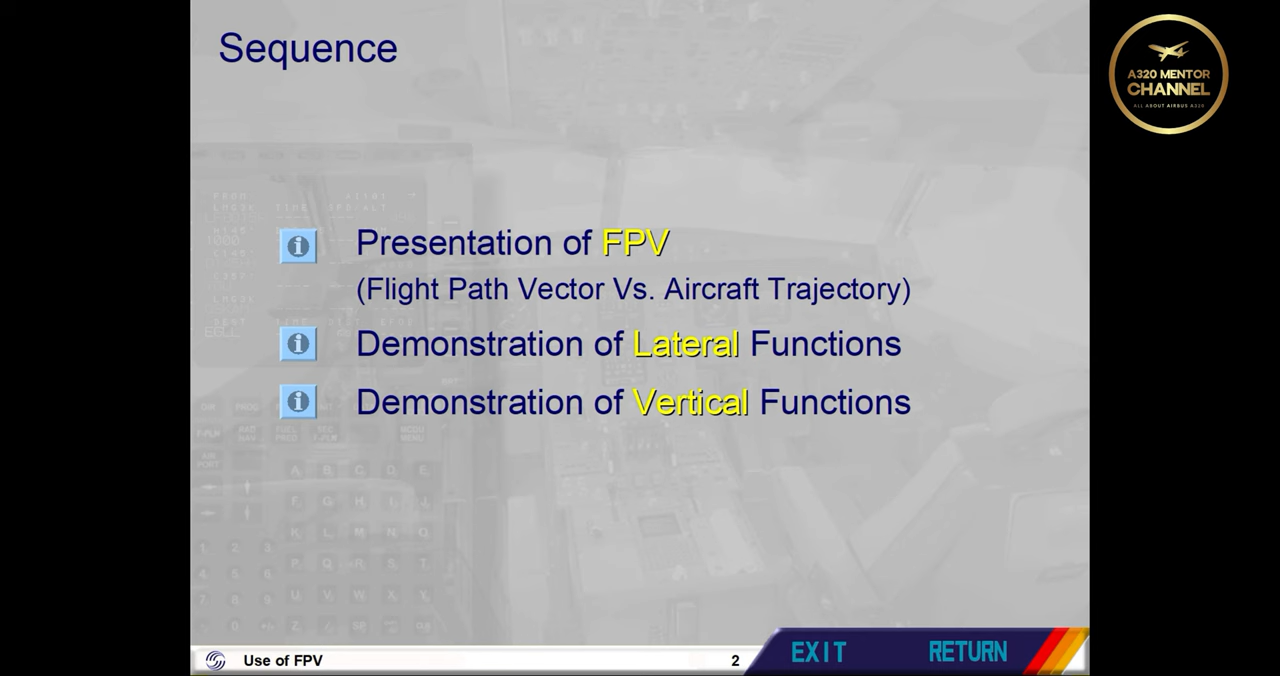 Sequence
A320 MENTOR
CHANNEL
ALL ABOUT AIRBUS A320
Presentation of FPV
(Flight Path Vector Vs. Aircraft Trajectory)
Demonstration of Lateral Functions
Demonstration of Vertical Functions
Use of FPV
2
EXIT
RETURN